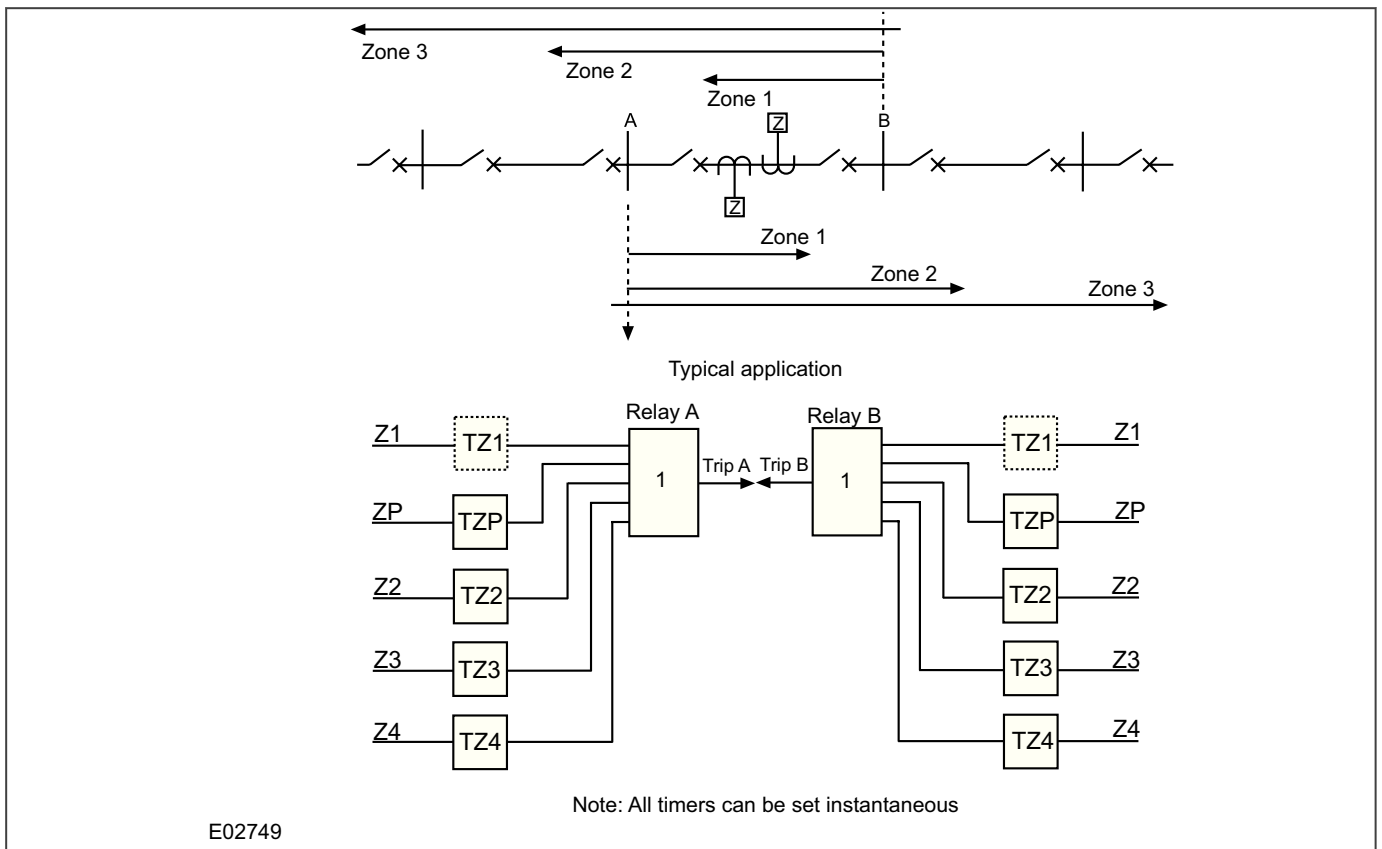 Zone 3
Zone 2
Zone 1
A
Z
B
Z
Zone 1
Zone 2
Zone 3
Typical application
Relay A
Relay B
Z1
TZ1
TZ1
Z1
Trip A
Trip B
1
1
ZP
TZP
TZP
ZP
Z2
TZ2
TZ2
Z2
Z3
TZ3
TZ3
Z3
Z4
TZ4
TZ4
Z4
Note: All timers can be set instantaneous
E02749